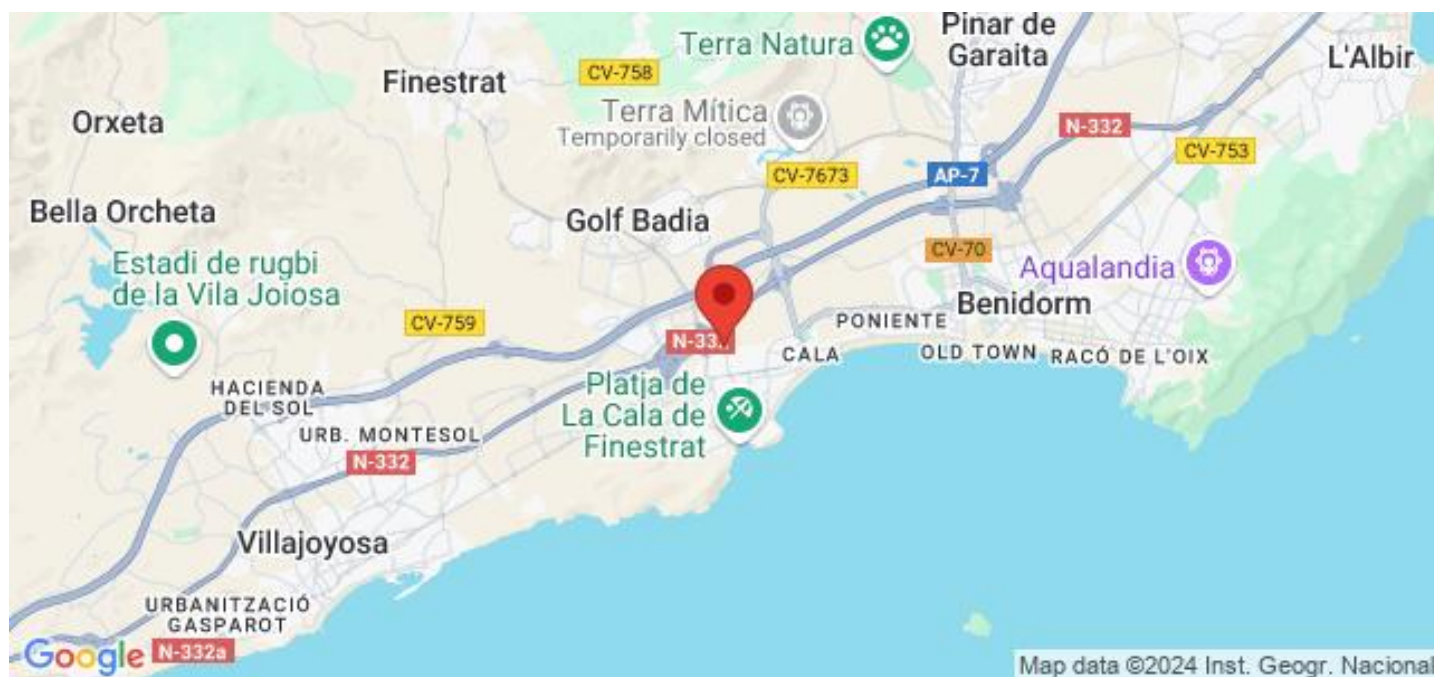 Pinar de
Garaita
Terra Natura
L'Albir
Finestrat
CV-758
Terra Mítica
Temporarily closed
Orxeta
N-332
CV-753
CV-7673
AP-7
Bella Orcheta
Golf Badia
CV-70
Aqualandia
Estadi de rugbi
de la Vila Joiosa
Benidorm
CV-759
PONIENTE
N-33
CALA
OLD TOWN
RACÓ DE L'OIX
HACIENDA
DEL SOL
Platja de
La Cala de
Finestrat
URB. MONTESOL
N-332
Villajoyosa
URBANITZACIÓ
GASPAROT
N-332a
Google
Map data ©2024 Inst. Geogr. Nacional